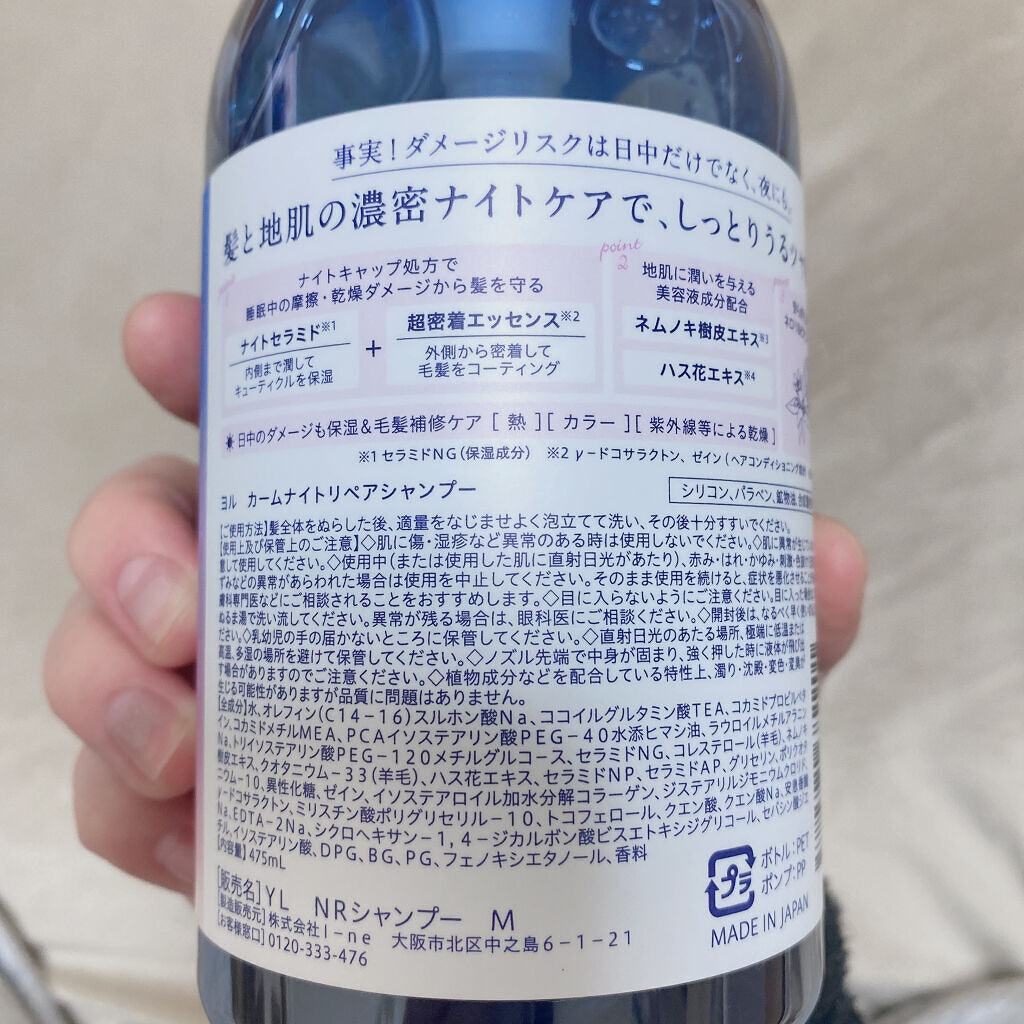 事実！ダメージリスクは日中だけでなく、夜にも。
髪と地肌の濃密ナイトケアで、しっとりうるツヤ
ナイトキャップ処方で
睡眠中の摩擦・乾燥ダメージから髪を守る
ナイトセラミド※1
内側まで潤して
キューティクルを保湿
+
超密着エッセンス※2
外側から密着して
毛髪をコーティング
point
2
地肌に潤いを与える
美容液成分配合
ネムノキ樹皮エキス※3
ハス花エキス※4
日中のダメージも保湿＆毛髪補修ケア [ 熱 ][ カラー ][ 紫外線等による乾燥 ]
※1 セラミドNG（保湿成分） ※2 γ－ドコサラクトン、ゼイン（ヘアコンディショニング
ヨル カームナイトリペアシャンプー
シリコン、パラベン、鉱物油、
【ご使用方法】髪全体をぬらした後、適量をなじませよく泡立てて洗い、その後十分すすいでください。
【使用上及び保管上のご注意】◇肌に傷・湿疹など異常のある時は使用しないでください。◇肌に異常が
意して使用してください。◇使用中（または使用した肌に直射日光があたり）、赤み・はれ・かゆみ・刺激・色
ずみなどの異常があらわれた場合は使用を中止してください。そのまま使用を続けると、症状を悪化させる
膚科専門医などにご相談されることをおすすめします。◇目に入らないようにご注意ください。目に入った
ぬるま湯で洗い流してください。異常が残る場合は、眼科医にご相談ください。◇開封後は、なるべく早く
ださい。◇乳幼児の手の届かないところに保管してください。◇直射日光のあたる場所、極端に低温または
高温、多湿の場所を避けて保管してください。◇ノズル先端で中身が固まり、強く押した時に液体が飛び出
す場合がありますのでご注意ください。◇植物成分などを配合している特性上、濁り・沈殿・変色・変臭が
生じる可能性がありますが品質に問題はありません。
【全成分】水、オレフィン（C14－16）スルホン酸Na、ココイルグルタミン酸TEA、コカミドプロピルベタ
イン、コカミドメチルMEA、PCAイソステアリン酸PEG－40水添ヒマシ油、ラウロイルメチルアラニン
Na、トリイソステアリン酸PEG－120メチルグルコース、セラミドNG、コレステロール（羊毛）、ネムノキ
樹皮エキス、クオタニウム－33（羊毛）、ハス花エキス、セラミドNP、セラミドAP、グリセリン、ポリクオタ
ニウム－10、異性化糖、ゼイン、イソステアロイル加水分解コラーゲン、ジステアリルジモニウムクロリド、
γ－ドコサラクトン、ミリスチン酸ポリグリセリル－10、トコフェロール、クエン酸、クエン酸Na、安息香酸
Na、EDTA－2Na、シクロヘキサン－1，4－ジカルボン酸ビスエトキシジグリコール、セバシン酸ジエ
チル、イソステアリン酸、DPG、BG、PG、フェノキシエタノール、香料
【内容量】475mL
[販売名]YL NRシャンプー M
[製造販売元] 株式会社I－ne 大阪市北区中之島6－1－21
[お客様窓口] 0120-333-476
プラ
ボトル：PET
ポンプ：PP
MADE IN JAPAN